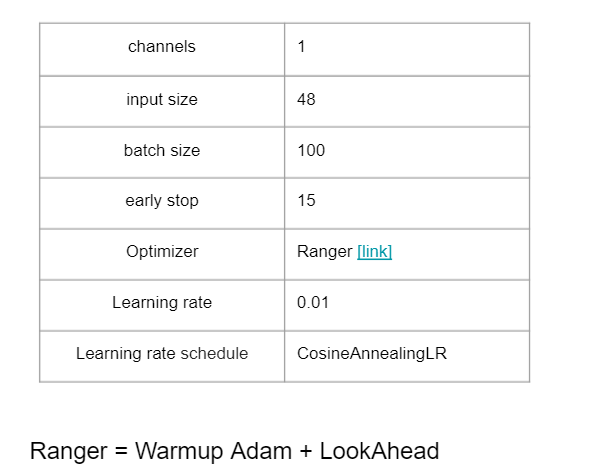 channels 1
input size 48
batch size 100
early stop 15
Optimizer Ranger [link]
Learning rate 0.01
Learning rate schedule CosineAnnealingLR
Ranger = Warmup Adam + LookAhead